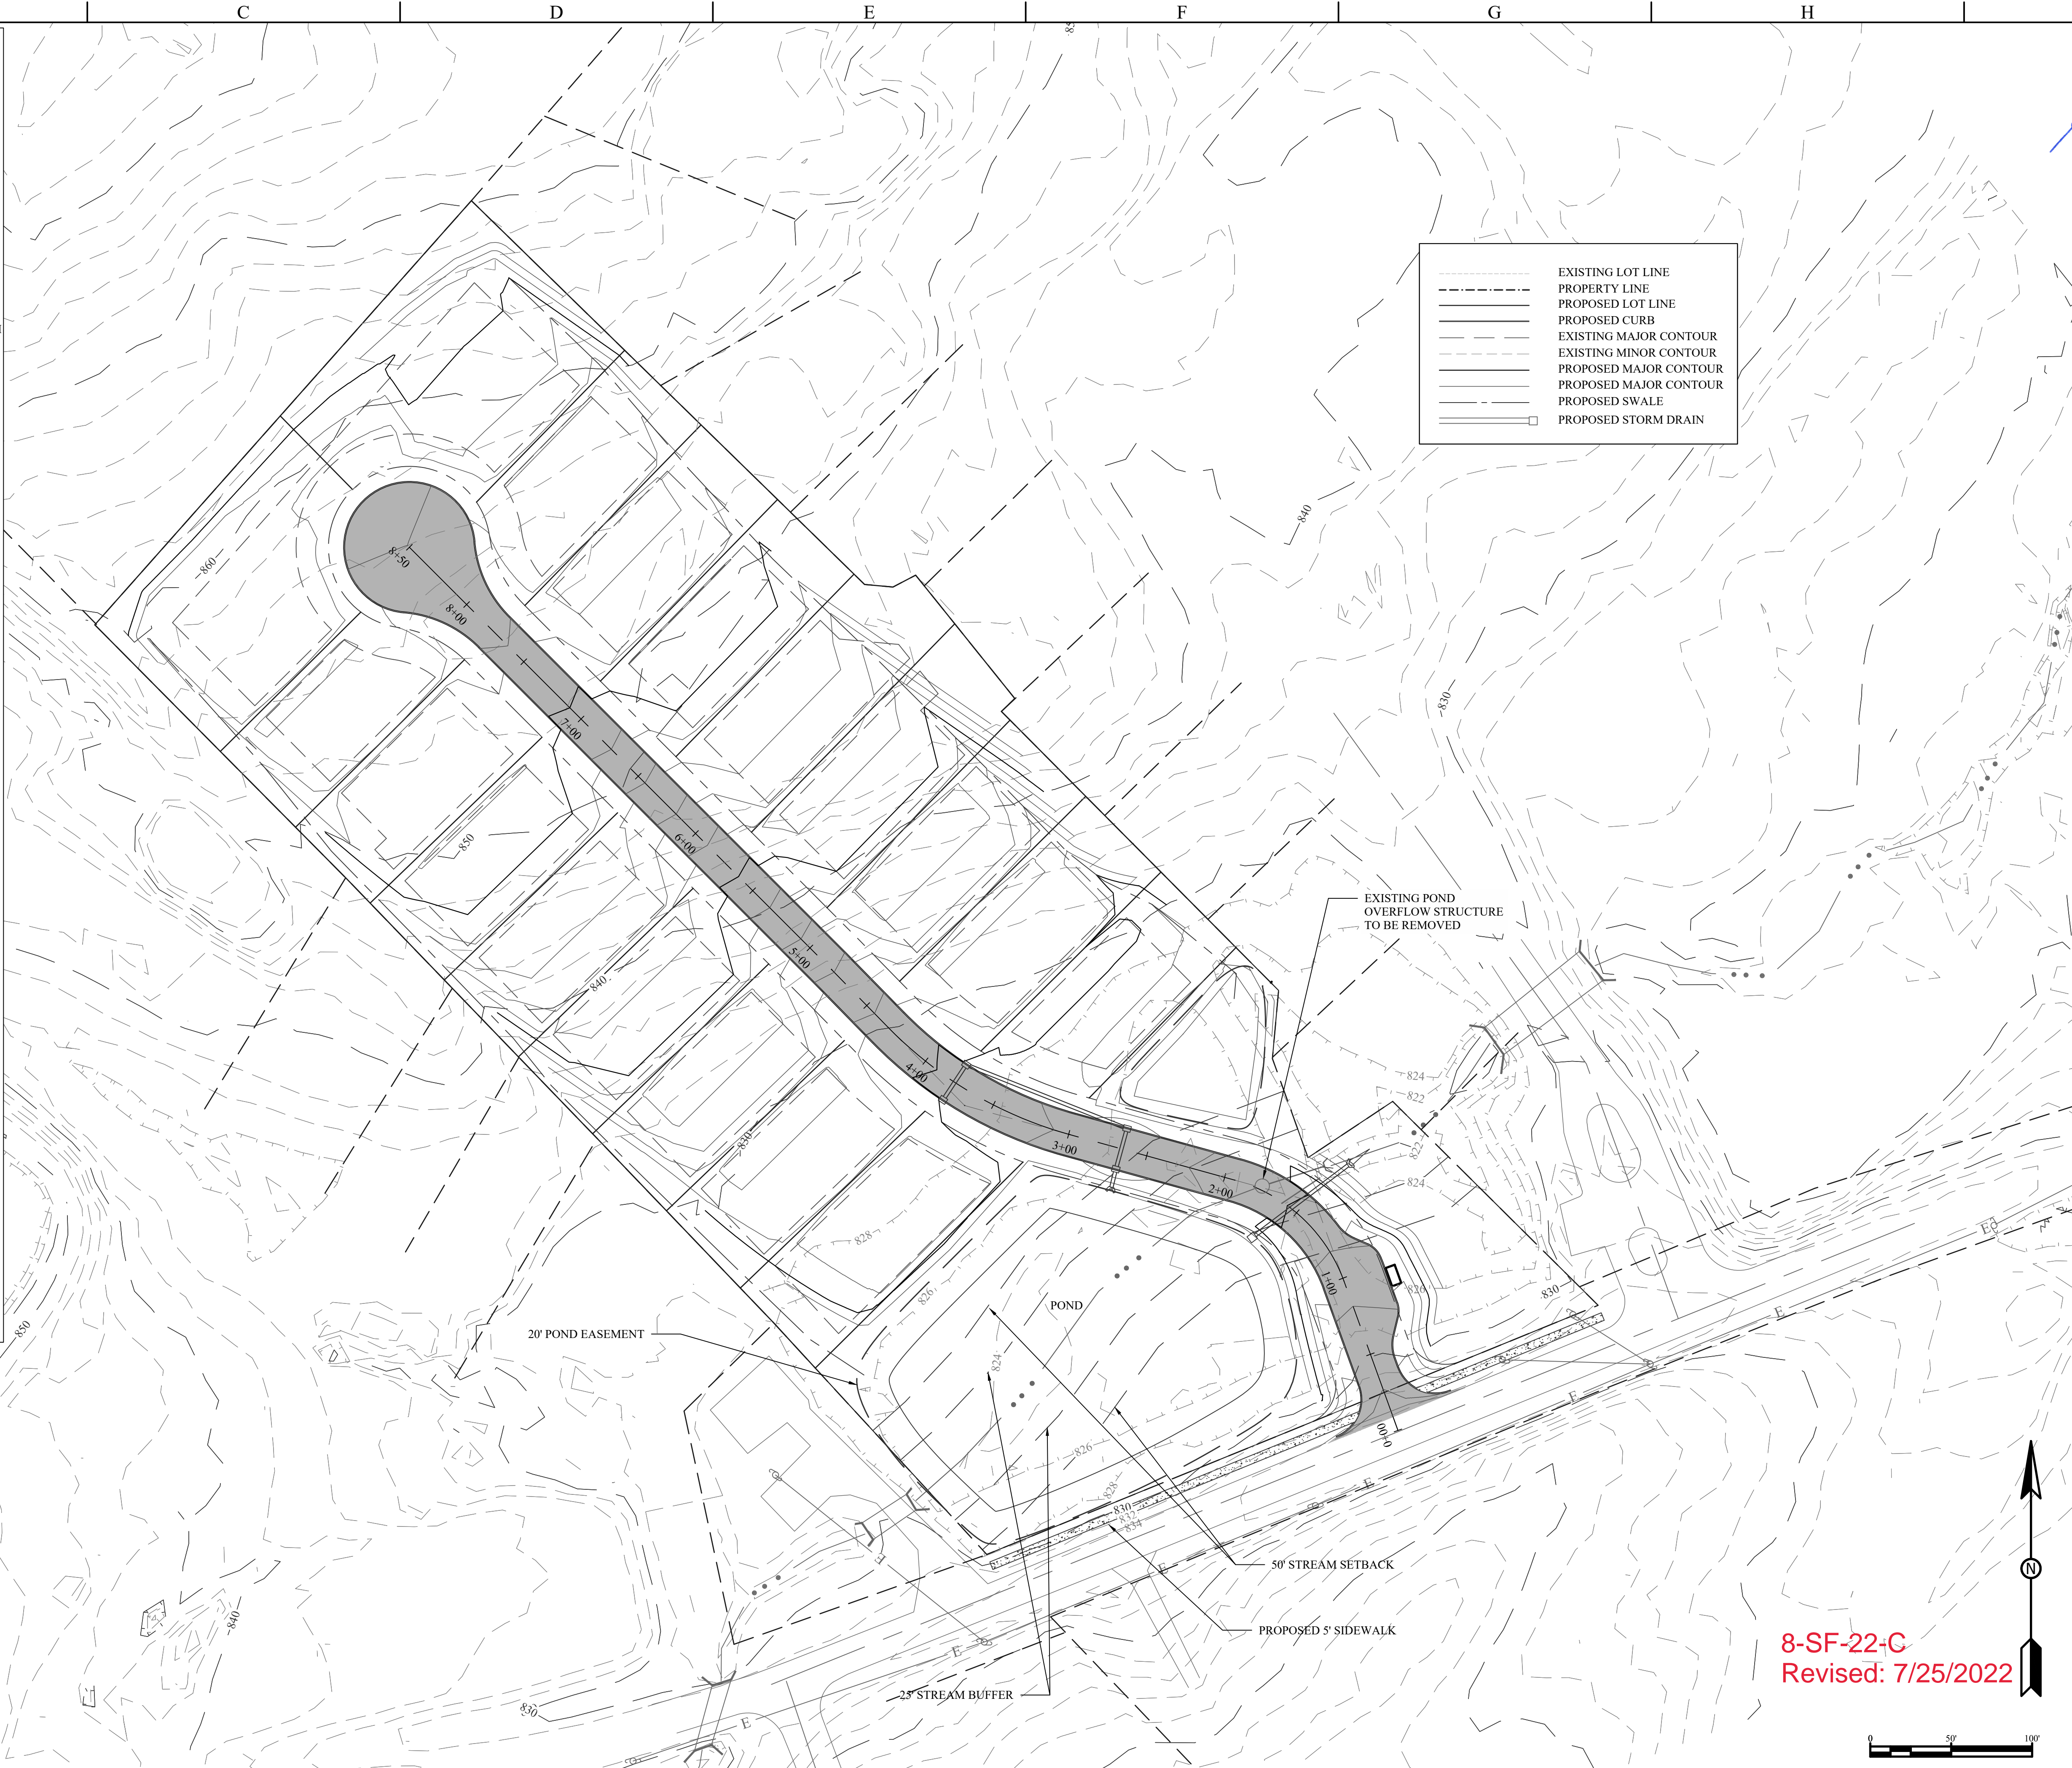 C
D
E
F
G
H
EXISTING LOT LINE
PROPERTY LINE
PROPOSED LOT LINE
PROPOSED CURB
EXISTING MAJOR CONTOUR
EXISTING MINOR CONTOUR
PROPOSED MAJOR CONTOUR
PROPOSED MAJOR CONTOUR
PROPOSED SWALE
PROPOSED STORM DRAIN
840
860
8+50
8+00
830
7+00
850
6+00
EXISTING POND
OVERFLOW STRUCTURE
TO BE REMOVED
5+00
840
4+00
824
822
830
3+00
822
824
2+00
828
E
1+00
826
830
826
POND
E
850
20' POND EASEMENT
824
E
0+00
826
E
828
830
832
834
E
E
50' STREAM SETBACK
N
840
PROPOSED 5' SIDEWALK
8-SF-22-C
E
Revised: 7/25/2022
25' STREAM BUFFER
830
E
0
50'
100'